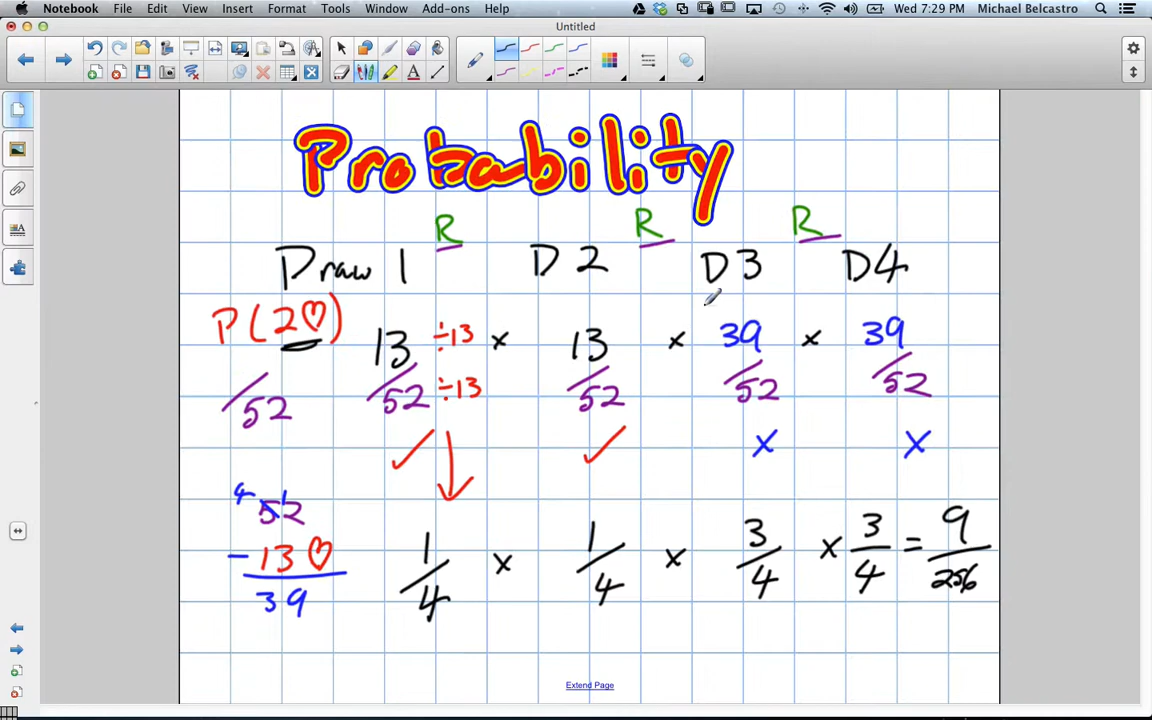 Notebook File Edit View Insert Format Tools Window Add-ons Help Wed 7:29 PM Michael Belcastro
Untitled
Probability
R R R
Draw 1 D2 D3 D4
P(2♡) 13 ÷13 × 13 × 39 × 39
/52 /52 ÷13 /52 /52 /52
✓ ✓ × ×
4 1
52
- 13♡
39
1/4 × 1/4 × 3/4 × 3/4 = 9/256
Extend Page